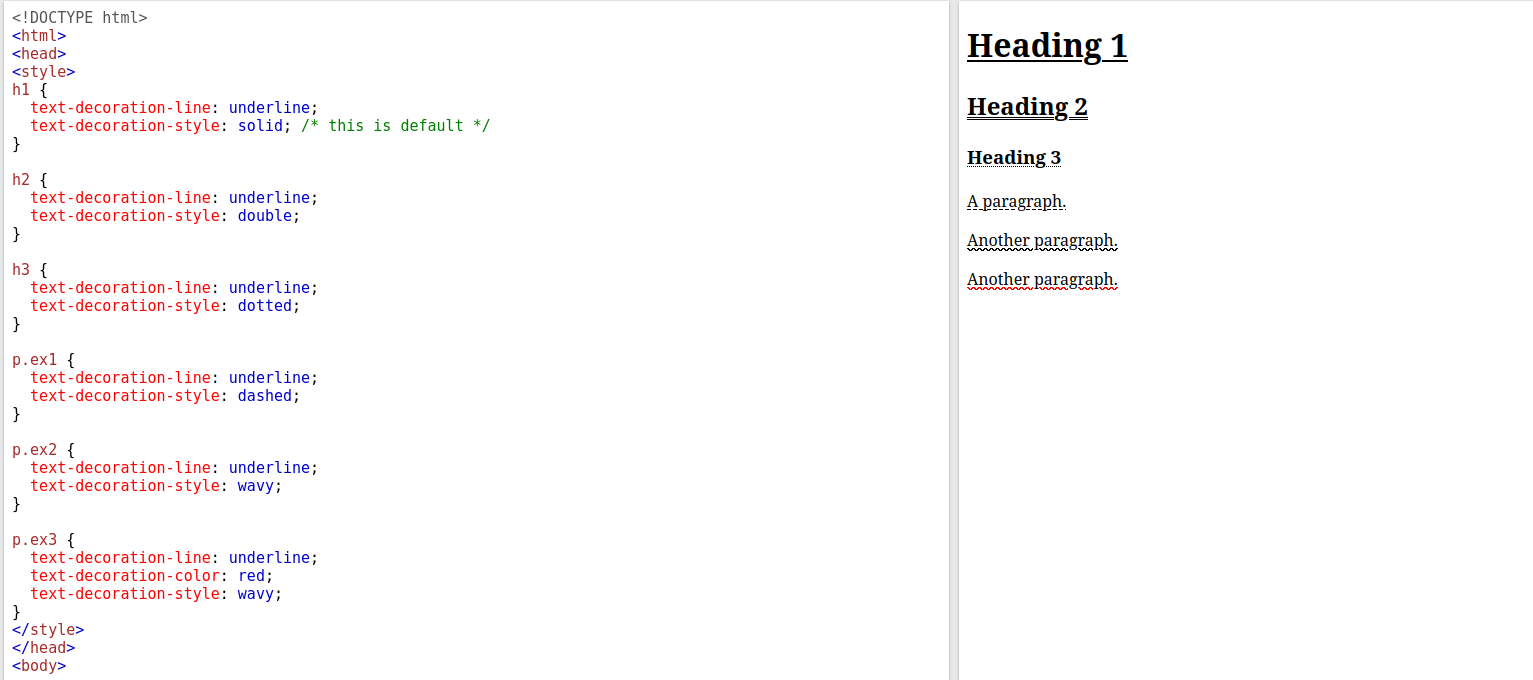 <!DOCTYPE html>
<html>
<head>
<style>
h1 {
  text-decoration-line: underline;
  text-decoration-style: solid; /* this is default */
}

h2 {
  text-decoration-line: underline;
  text-decoration-style: double;
}

h3 {
  text-decoration-line: underline;
  text-decoration-style: dotted;
}

p.ex1 {
  text-decoration-line: underline;
  text-decoration-style: dashed;
}

p.ex2 {
  text-decoration-line: underline;
  text-decoration-style: wavy;
}

p.ex3 {
  text-decoration-line: underline;
  text-decoration-color: red;
  text-decoration-style: wavy;
}
</style>
</head>
<body>
Heading 1
Heading 2
Heading 3
A paragraph.
Another paragraph.
Another paragraph.